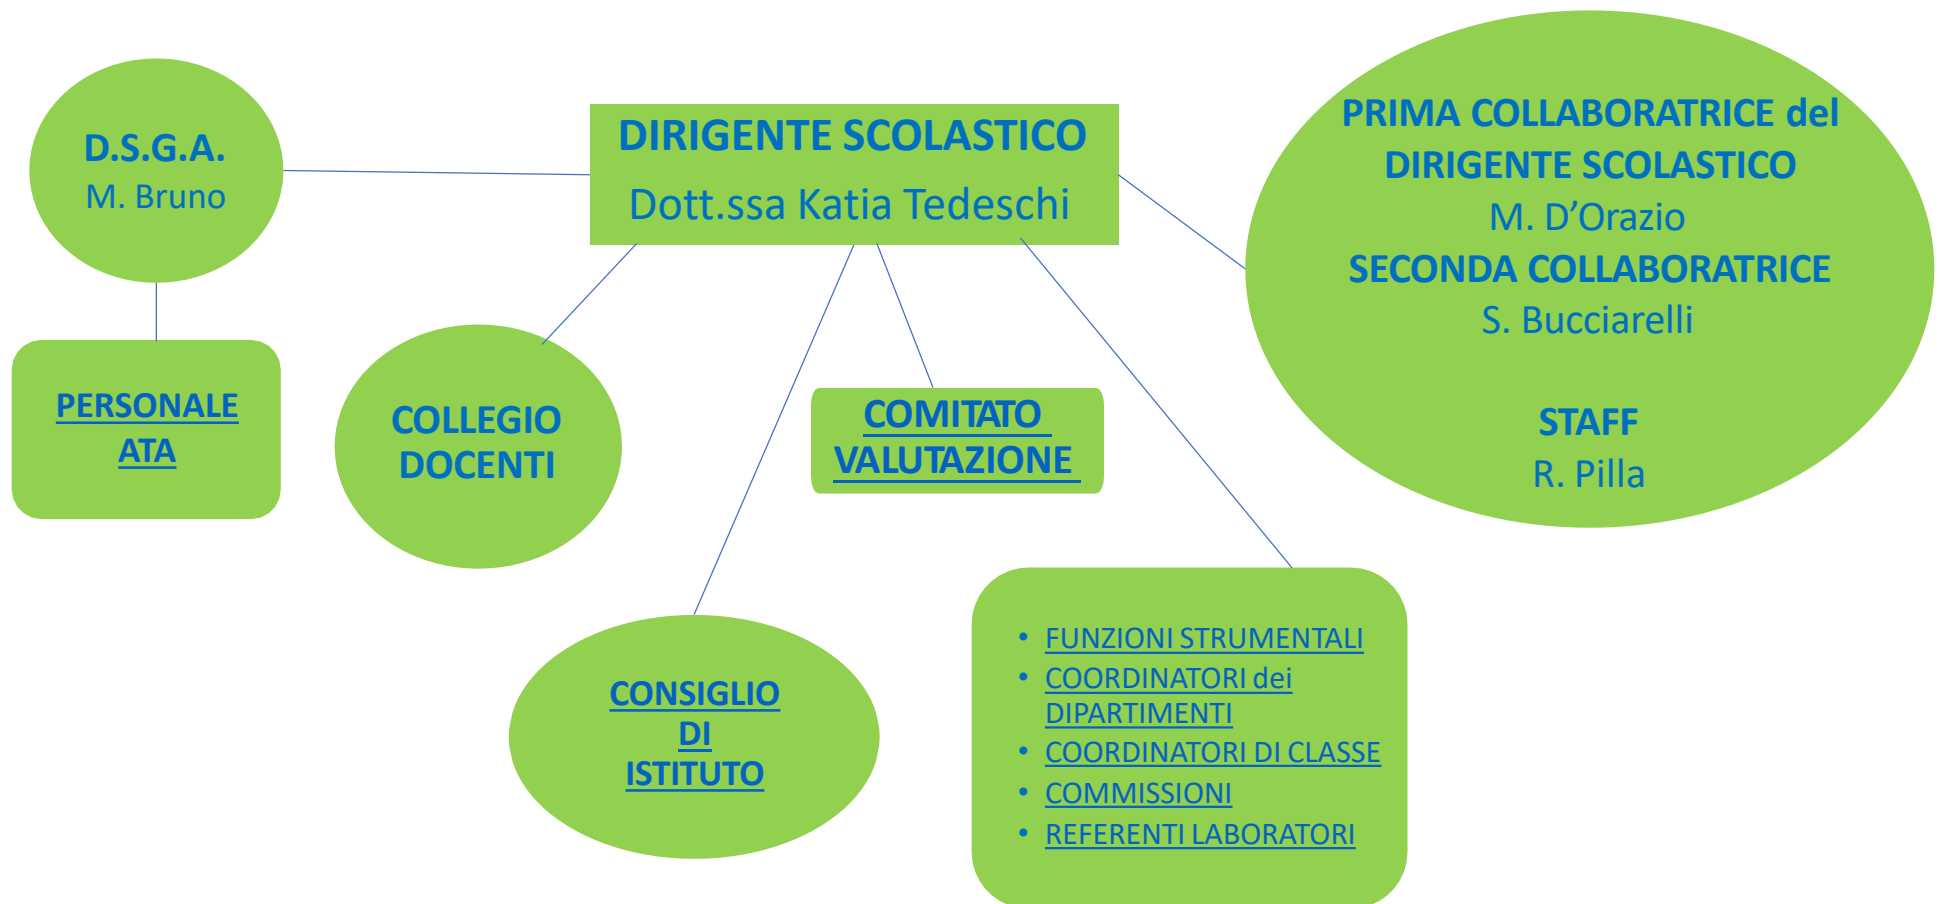 D.S.G.A.
M. Bruno
DIRIGENTE SCOLASTICO
Dott.ssa Katia Tedeschi
PRIMA COLLABORATRICE del
DIRIGENTE SCOLASTICO
M. D’Orazio
SECONDA COLLABORATRICE
S. Bucciarelli
STAFF
R. Pilla
PERSONALE
ATA
COLLEGIO
DOCENTI
COMITATO
VALUTAZIONE
CONSIGLIO
DI
ISTITUTO
• FUNZIONI STRUMENTALI
• COORDINATORI dei
DIPARTIMENTI
• COORDINATORI DI CLASSE
• COMMISSIONI
• REFERENTI LABORATORI